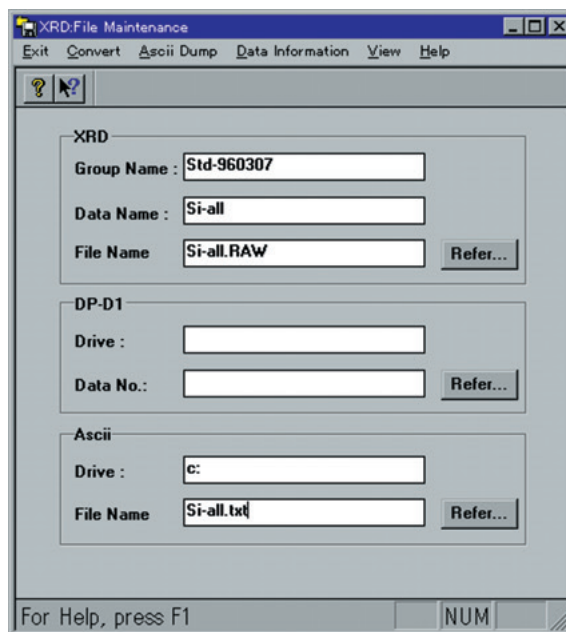 XRD:File Maintenance
Exit Convert Ascii Dump Data Information View Help
XRD
Group Name : Std-960307
Data Name : Si-all
File Name Si-all.RAW Refer...
DP-D1
Drive :
Data No.: Refer...
Ascii
Drive : c:
File Name Si-all.txt Refer...
For Help, press F1 NUM